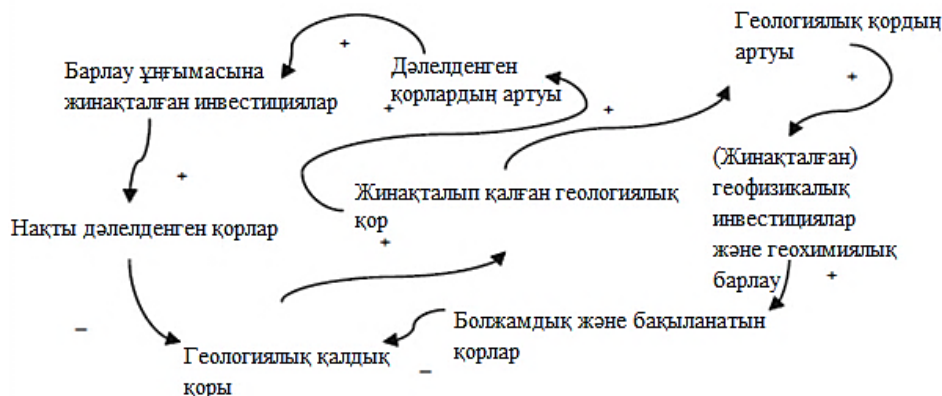 Геологиялық қордың
артуы
+
+
Барлау ұңғымасына
жинақталған инвестициялар
Дәлелденген
қорлардың артуы
+
+
+
(Жинақталған)
геофизикалық
инвестициялар
және геохимиялық
барлау
+
Жинақталып қалған геологиялық
қор
+
Нақты дәлелденген қорлар
+
Болжамдық және бақыланатын
қорлар
–
Геологиялық қалдық
қоры
–